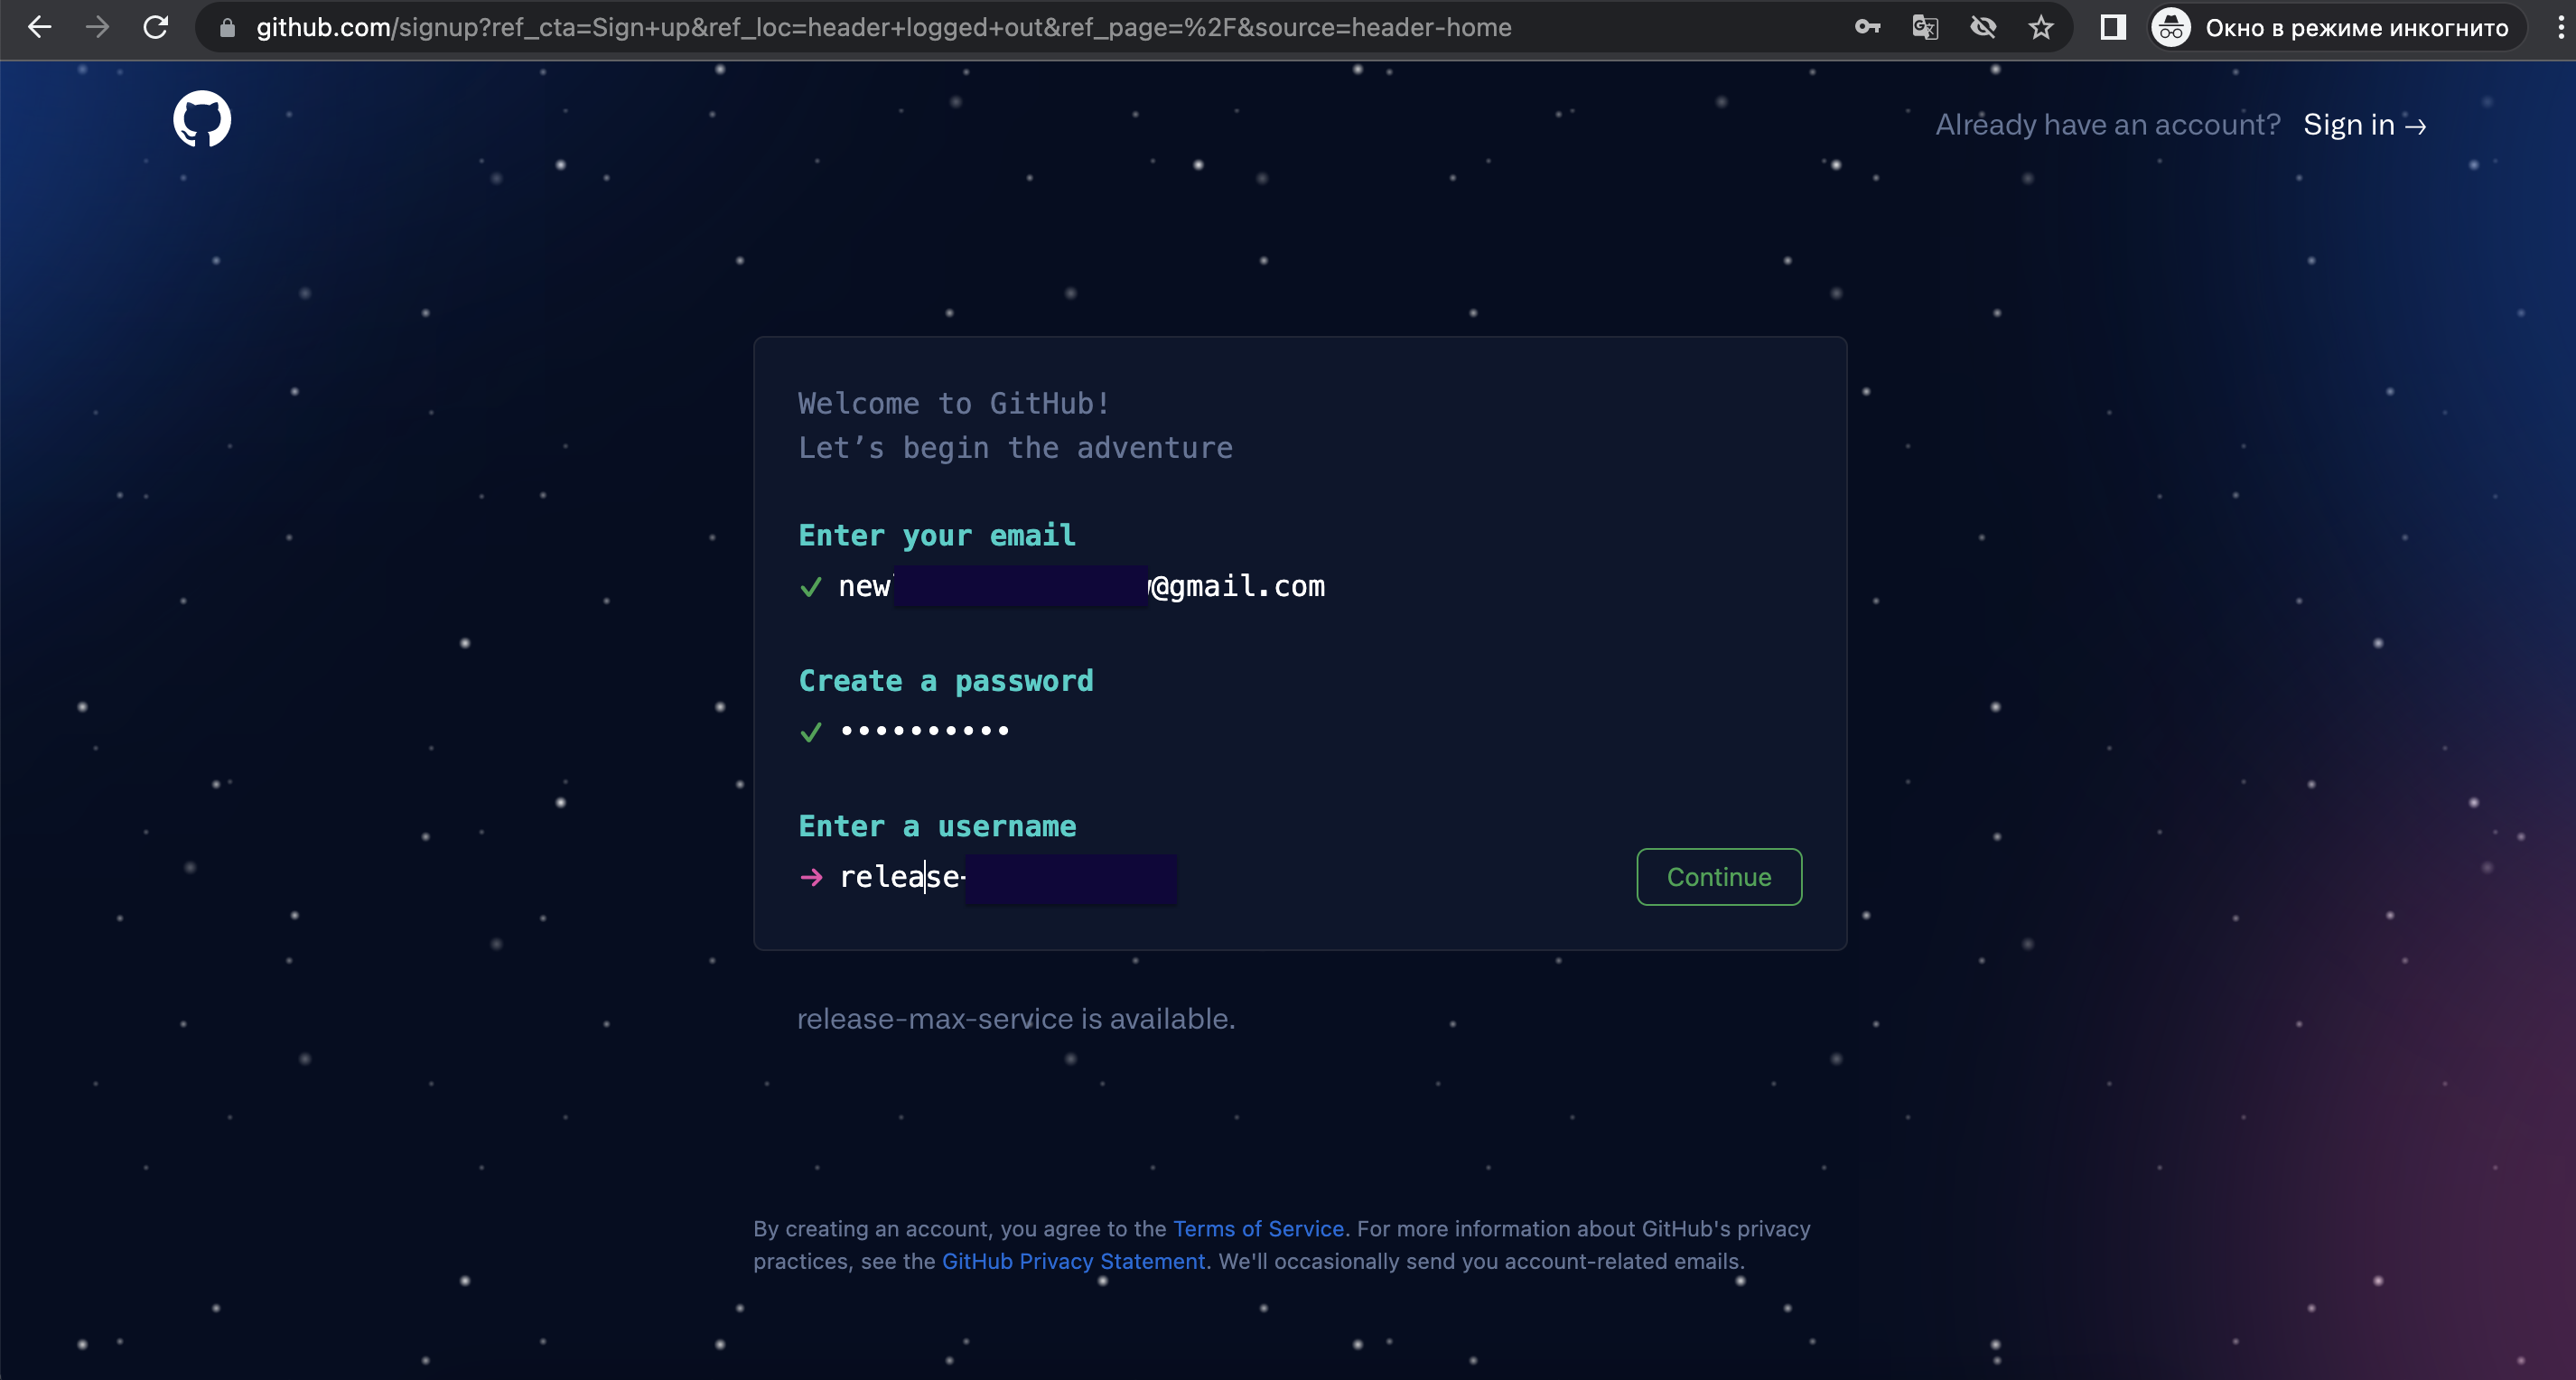 github.com/signup?ref_cta=Sign+up&ref_loc=header+logged+out&ref_page=%2F&source=header-home
Окно в режиме инкогнито
Already have an account? Sign in →
Welcome to GitHub!
Let’s begin the adventure
Enter your email
✓ new @gmail.com
Create a password
✓ ••••••••••
Enter a username
→ release-
Continue
release-max-service is available.
By creating an account, you agree to the Terms of Service. For more information about GitHub's privacy
practices, see the GitHub Privacy Statement. We'll occasionally send you account-related emails.